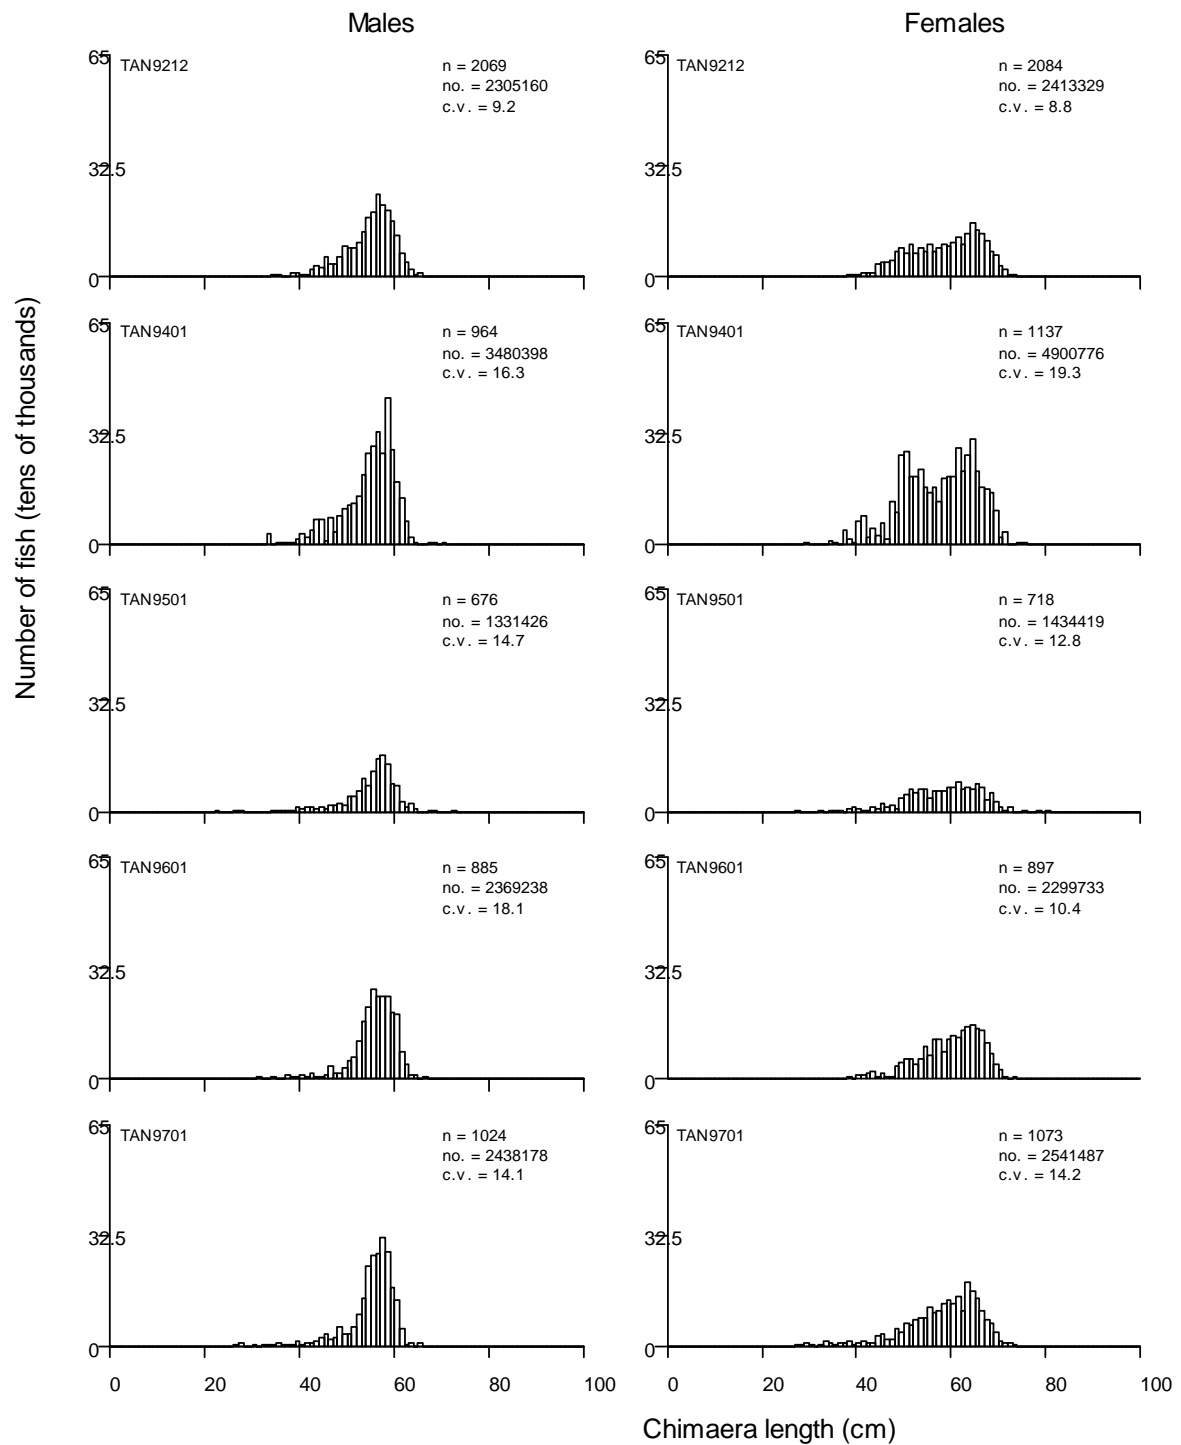 Males
Females
Number of fish (tens of thousands)
65
TAN9212
n = 2069
no. = 2305160
c.v. = 9.2
32.5
0
65
TAN9212
n = 2084
no. = 2413329
c.v. = 8.8
32.5
0
65
TAN9401
n = 964
no. = 3480398
c.v. = 16.3
32.5
0
65
TAN9401
n = 1137
no. = 4900776
c.v. = 19.3
32.5
0
65
TAN9501
n = 676
no. = 1331426
c.v. = 14.7
32.5
0
65
TAN9501
n = 718
no. = 1434419
c.v. = 12.8
32.5
0
65
TAN9601
n = 885
no. = 2369238
c.v. = 18.1
32.5
0
65
TAN9601
n = 897
no. = 2299733
c.v. = 10.4
32.5
0
65
TAN9701
n = 1024
no. = 2438178
c.v. = 14.1
32.5
0
65
TAN9701
n = 1073
no. = 2541487
c.v. = 14.2
32.5
0
0 20 40 60 80 100
0 20 40 60 80 100
Chimaera length (cm)